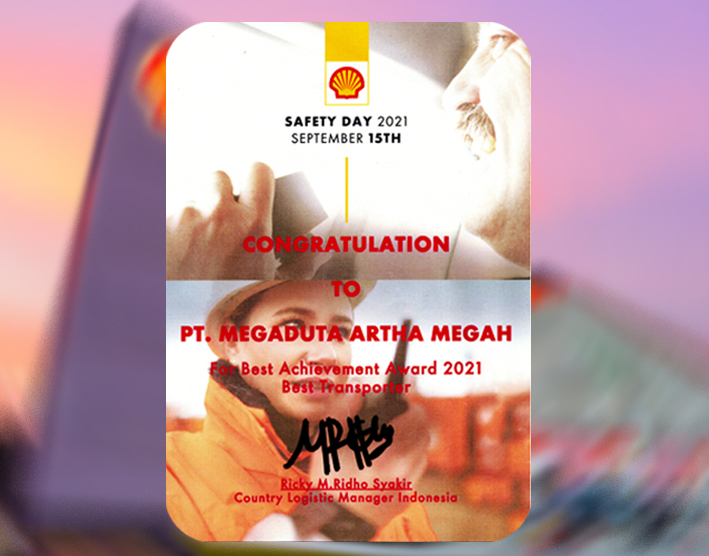 SAFETY DAY 2021
SEPTEMBER 15TH
CONGRATULATION
TO
PT. MEGADUTA ARTHA MEGAH
For Best Achievement Award 2021
Best Transporter
Ricky M.Ridho Syakir
Country Logistic Manager Indonesia